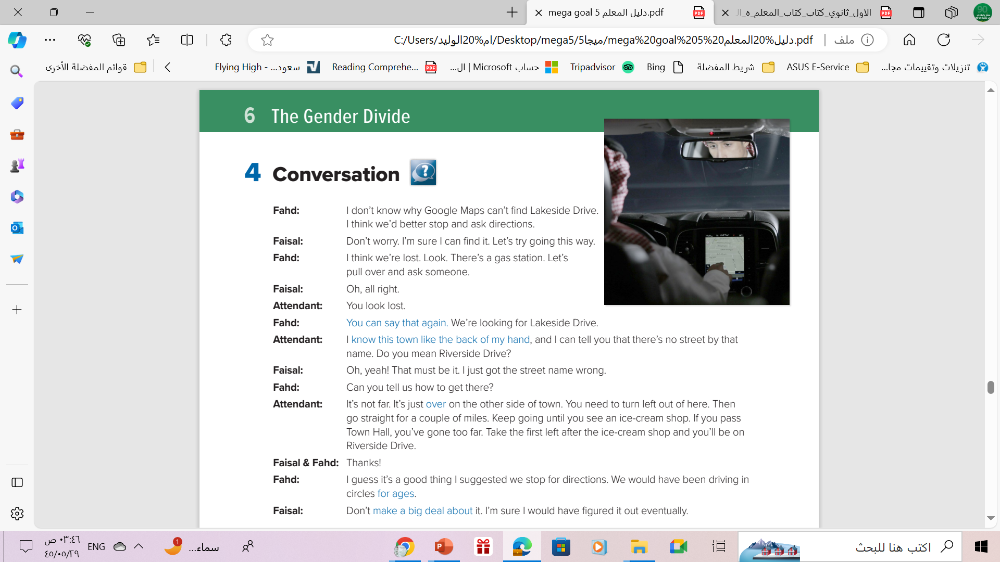 mega goal 5 دليل المعلم.pdf
الاول_ثانوي_كتاب_كتاب_المعلم_ه_ال
ملف
C:/Users/ام%20الوليد/Desktop/mega5/ميجا5/mega%20goal%205%20دليل%20المعلم.pdf
قوائم المفضلة الأخرى
Flying High - سعود...
Reading Comprehe...
حساب Microsoft | ال...
Tripadvisor
Bing
شريط المفضلة
ASUS E-Service
تنزيلات وتقييمات مجا...
6 The Gender Divide
4 Conversation
Fahd: I don't know why Google Maps can't find Lakeside Drive.
I think we'd better stop and ask directions.
Faisal: Don't worry. I'm sure I can find it. Let's try going this way.
Fahd: I think we're lost. Look. There's a gas station. Let's
pull over and ask someone.
Faisal: Oh, all right.
Attendant: You look lost.
Fahd: You can say that again. We're looking for Lakeside Drive.
Attendant: I know this town like the back of my hand, and I can tell you that there's no street by that
name. Do you mean Riverside Drive?
Faisal: Oh, yeah! That must be it. I just got the street name wrong.
Fahd: Can you tell us how to get there?
Attendant: It's not far. It's just over on the other side of town. You need to turn left out of here. Then
go straight for a couple of miles. Keep going until you see an ice-cream shop. If you pass
Town Hall, you've gone too far. Take the first left after the ice-cream shop and you'll be on
Riverside Drive.
Faisal & Fahd: Thanks!
Fahd: I guess it's a good thing I suggested we stop for directions. We would have been driving in
circles for ages.
Faisal: Don't make a big deal about it. I'm sure I would have figured it out eventually.
٠٣:٤٦ ص
٤٥/٠٥/٢٩
ENG
1
سماء...
اكتب هنا للبحث